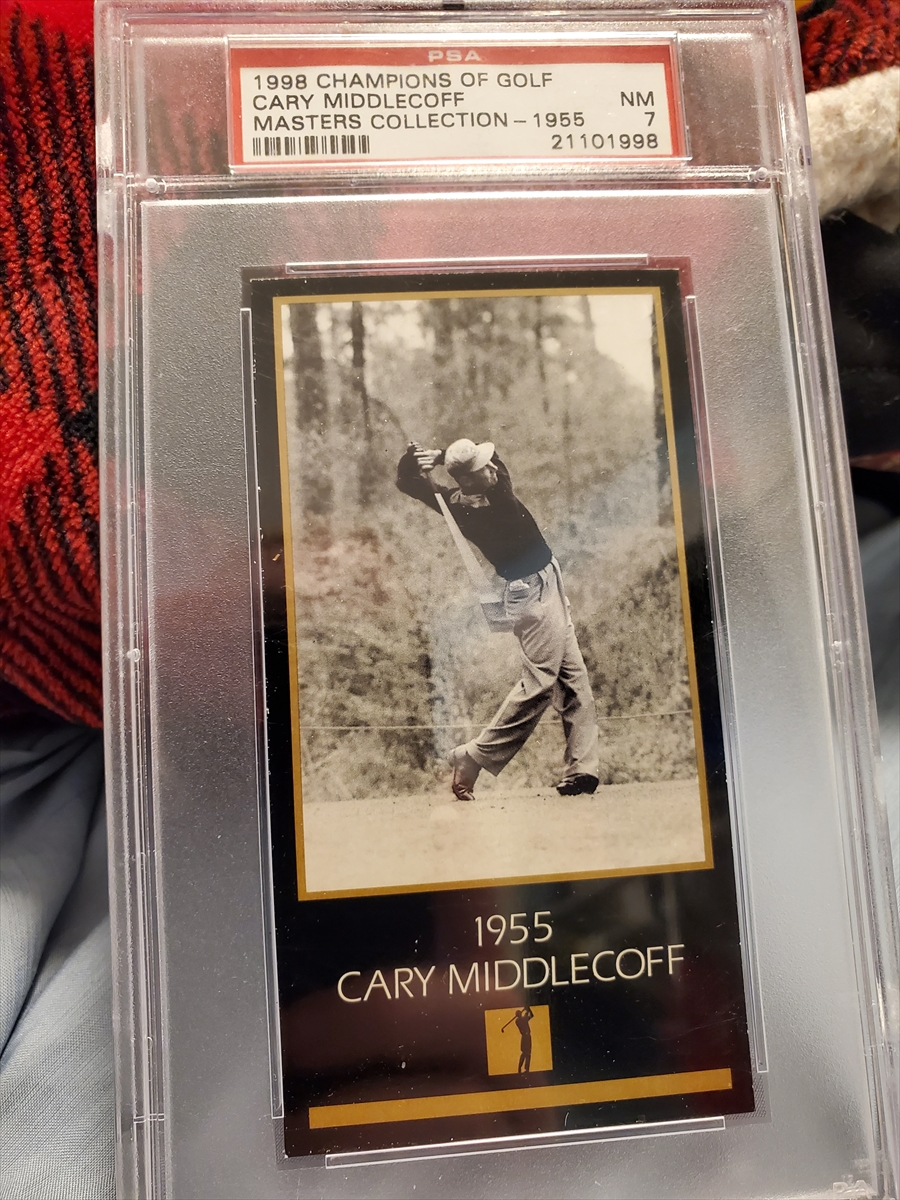 PSA
1998 CHAMPIONS OF GOLF
CARY MIDDLECOFF NM
MASTERS COLLECTION - 1955 7
21101998
1955
CARY MIDDLECOFF